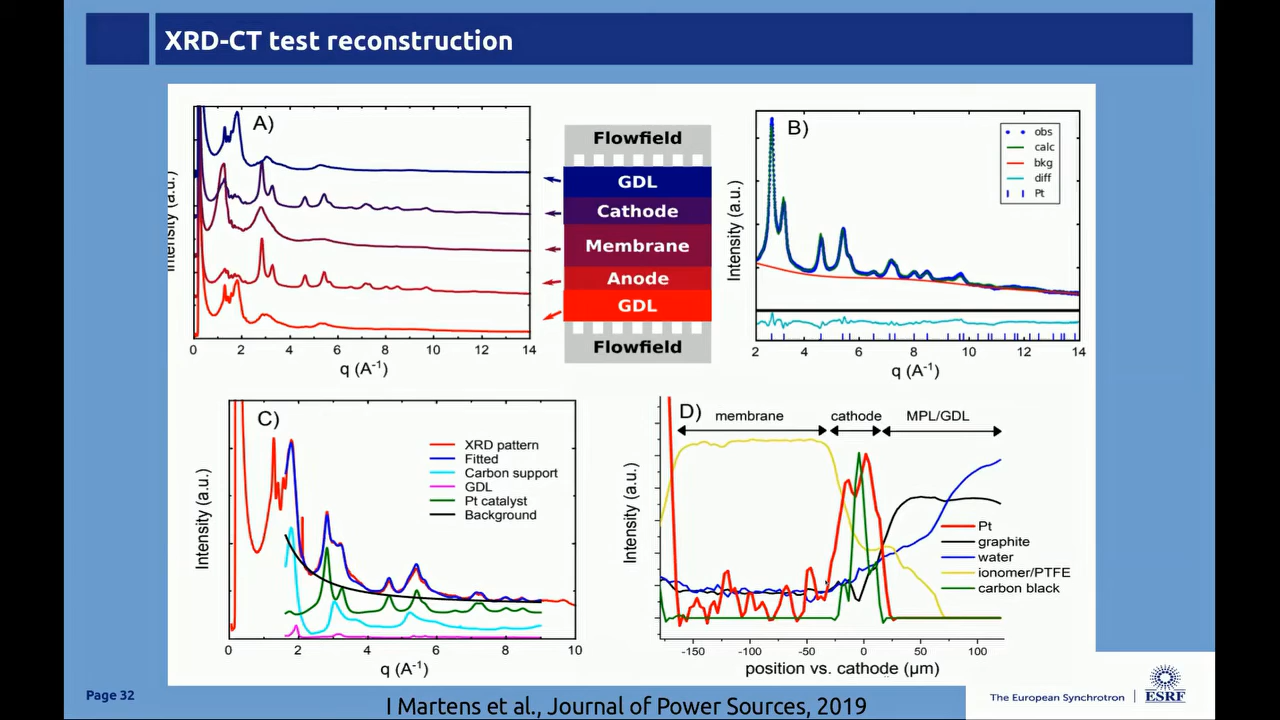 XRD-CT test reconstruction
A)
Intensity (a.u.)
0 2 4 6 8 10 12 14
q (A-1)
Flowfield
GDL
Cathode
Membrane
Anode
GDL
Flowfield
B)
obs
calc
bkg
diff
Pt
Intensity (a.u.)
2 4 6 8 10 12 14
q (A-1)
C)
XRD pattern
Fitted
Carbon support
GDL
Pt catalyst
Background
Intensity (a.u.)
0 2 4 6 8 10
q (A-1)
D)
membrane cathode MPL/GDL
Pt
graphite
water
ionomer/PTFE
carbon black
Intensity (a.u.)
-150 -100 -50 0 50 100
position vs. cathode (µm)
Page 32
I Martens et al., Journal of Power Sources, 2019
The European Synchrotron
ESRF